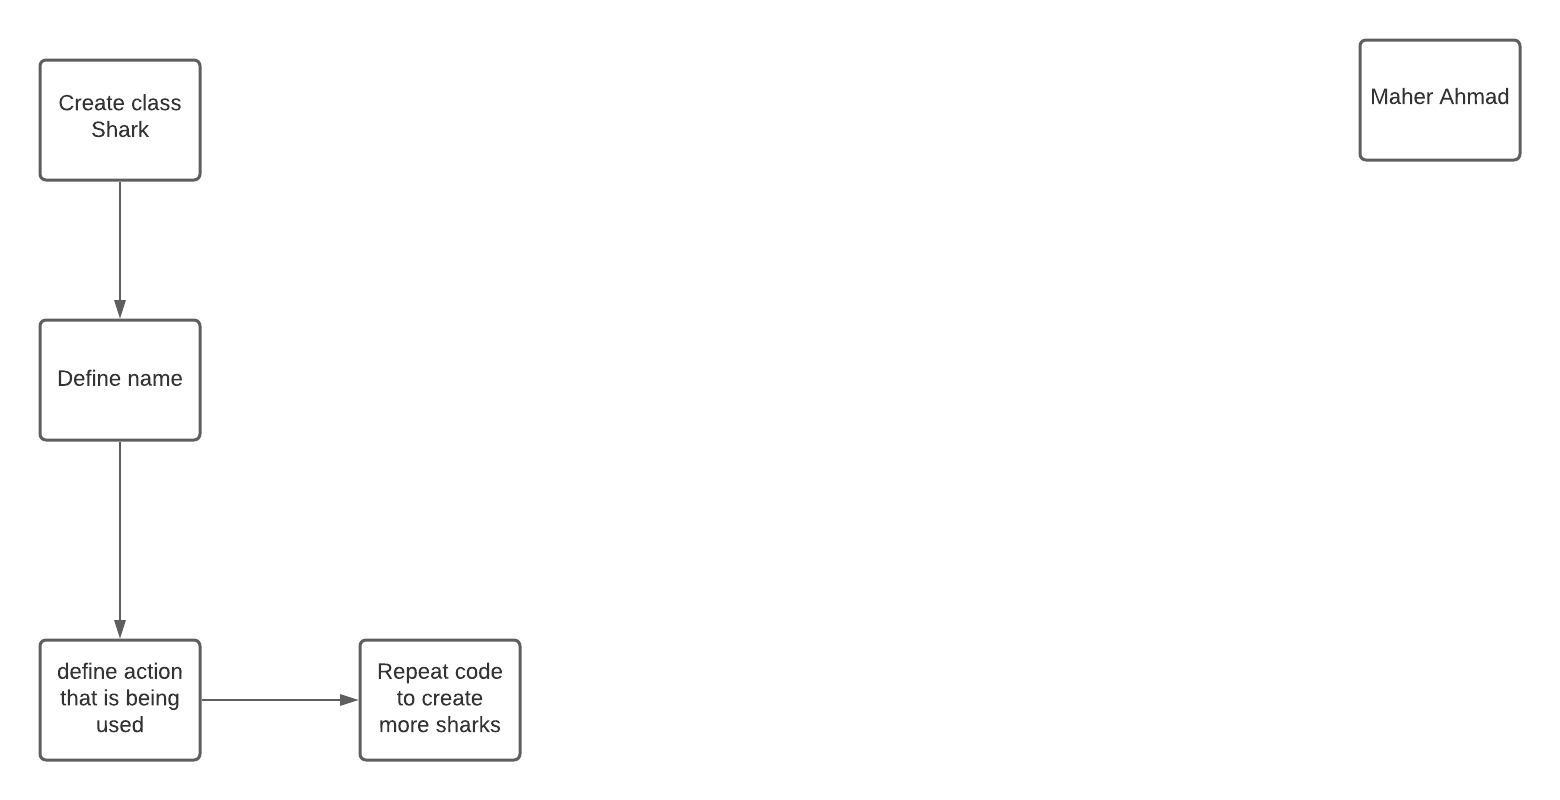 Create class
Shark
Maher Ahmad
Define name
define action
that is being
used
Repeat code
to create
more sharks